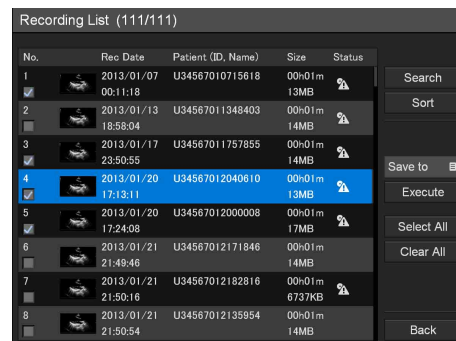 Recording List (111/111)
No. Rec Date Patient (ID, Name) Size Status
1 2013/01/07 U34567010715618 00h01m
00:11:18 13MB
2 2013/01/13 U34567011348403 00h01m
18:58:04 14MB
3 2013/01/17 U34567011757855 00h01m
23:50:55 14MB
4 2013/01/20 U34567012040610 00h01m
17:13:11 13MB
5 2013/01/20 U34567012000008 00h01m
17:24:08 17MB
6 2013/01/21 U34567012171846 00h01m
21:49:46 14MB
7 2013/01/21 U34567012182816 00h01m
21:50:16 6737KB
8 2013/01/21 U34567012135954 00h01m
21:50:54 14MB
Search
Sort
Save to
Execute
Select All
Clear All
Back